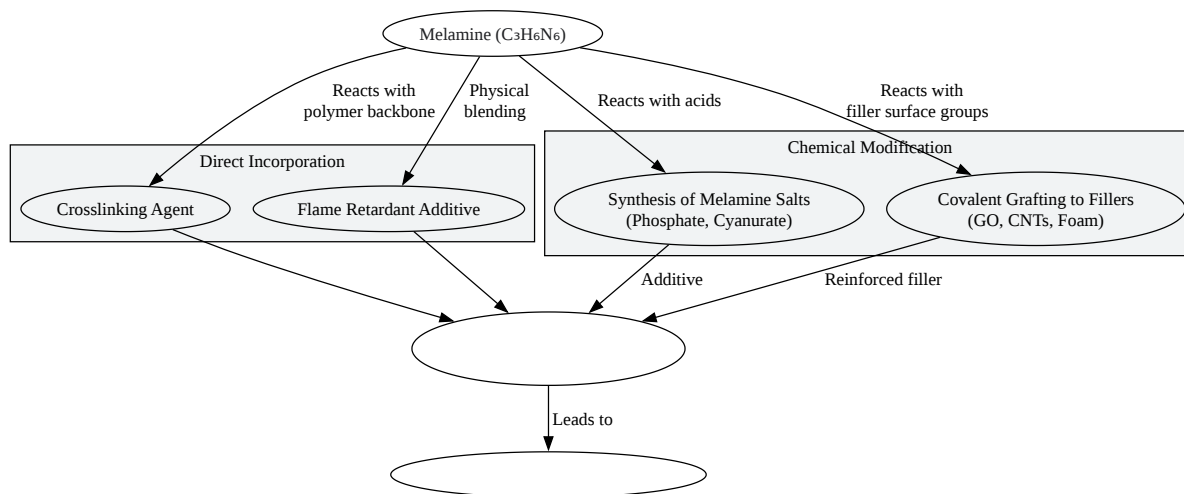 Melamine (C₃H₆N₆)
Reacts with
polymer backbone
Physical
blending
Reacts with acids
Reacts with
filler surface groups
Direct Incorporation
Chemical Modification
Crosslinking Agent
Flame Retardant Additive
Synthesis of Melamine Salts
(Phosphate, Cyanurate)
Covalent Grafting to Fillers
(GO, CNTs, Foam)
Additive
Reinforced filler
Leads to